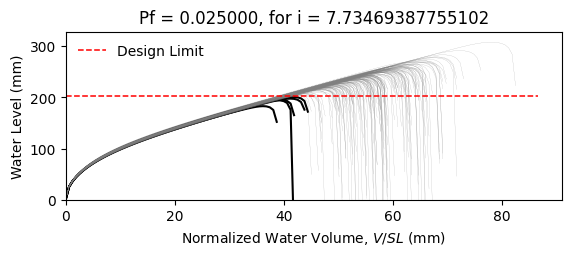 Pf = 0.025000, for i = 7.73469387755102
Design Limit
Water Level (mm)
300
200
100
0
0 20 40 60 80
Normalized Water Volume, V/SL (mm)